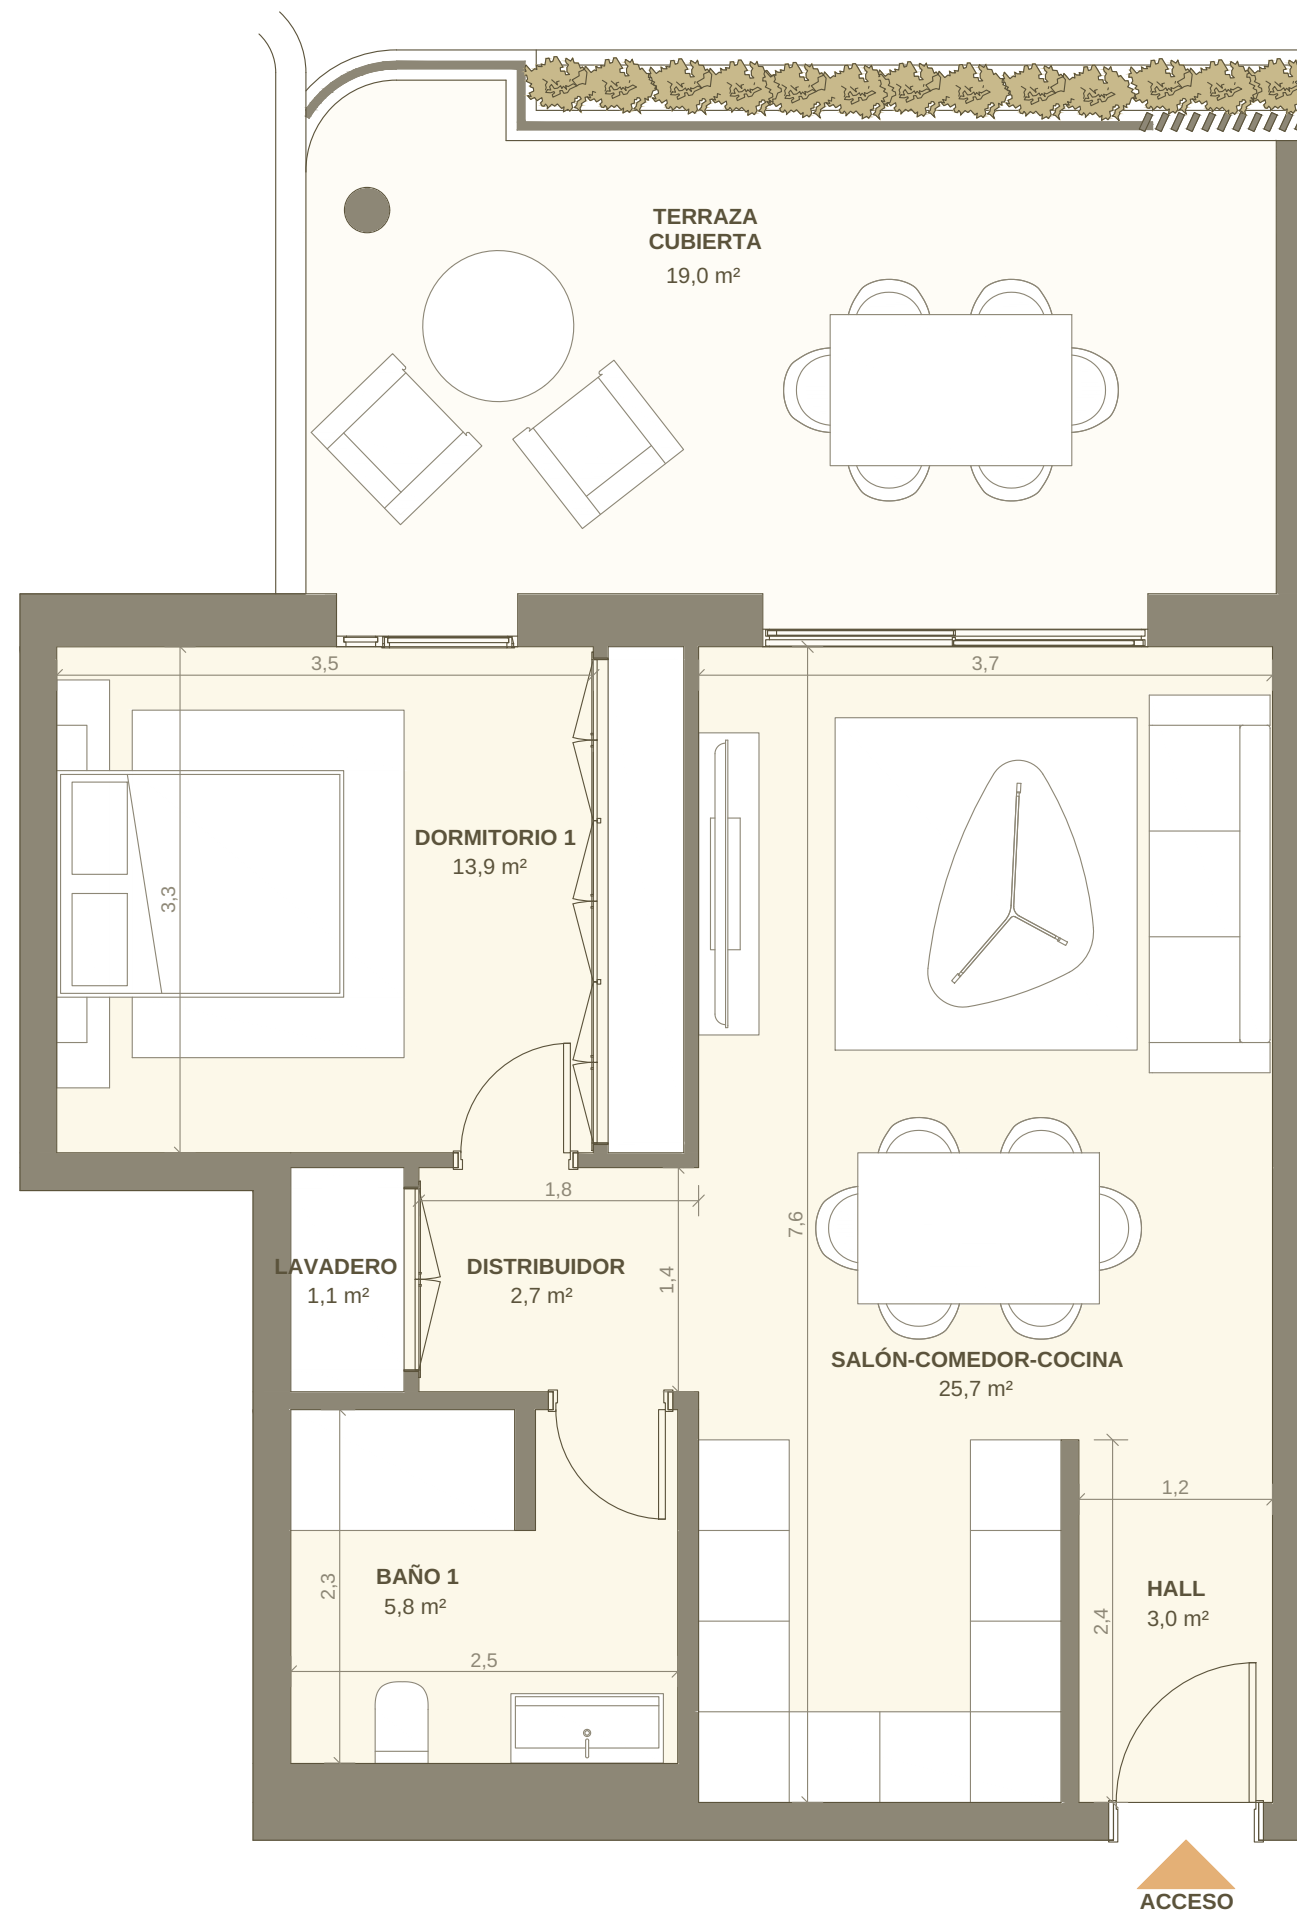 TERRAZA
CUBIERTA
19,0 m²
3,5
3,7
DORMITORIO 1
13,9 m²
3,3
1,8
7,6
LAVADERO
1,1 m²
DISTRIBUIDOR
2,7 m²
1,4
SALÓN-COMEDOR-COCINA
25,7 m²
1,2
BAÑO 1
5,8 m²
2,3
HALL
3,0 m²
2,4
2,5
ACCESO